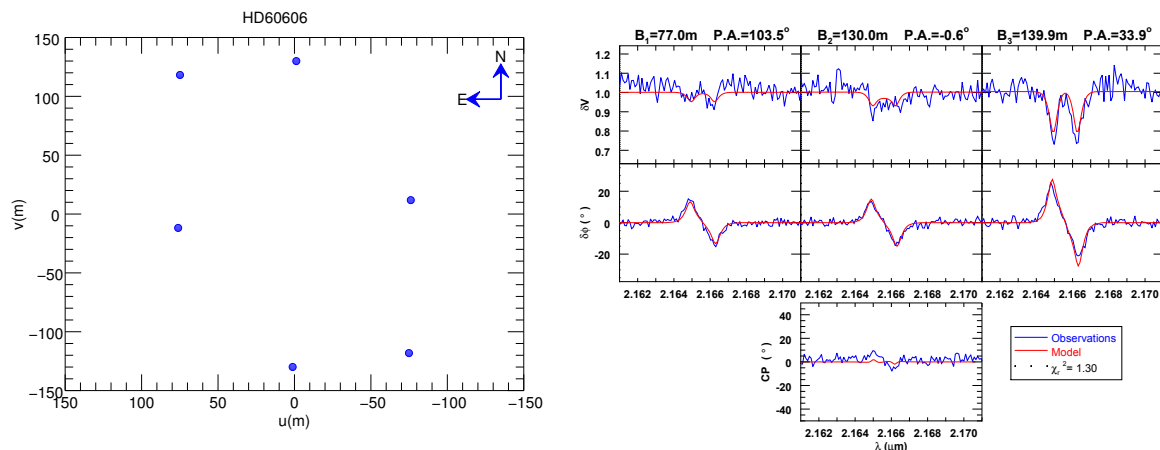 HD60606
150
100
50
0
−50
−100
−150
v(m)
150 100 50 0 −50 −100 −150
u(m)
N
E
B1=77.0m P.A.=103.5° B2=130.0m P.A.=-0.6° B3=139.9m P.A.=33.9°
1.2
1.1
1.0
0.9
0.8
0.7
δV
20
0
-20
δϕ (°)
2.162 2.164 2.166 2.168 2.170 2.162 2.164 2.166 2.168 2.170 2.162 2.164 2.166 2.168 2.170
40
20
0
-20
-40
CP (°)
2.162 2.164 2.166 2.168 2.170
λ (μm)
Observations
Model
χr²= 1.30